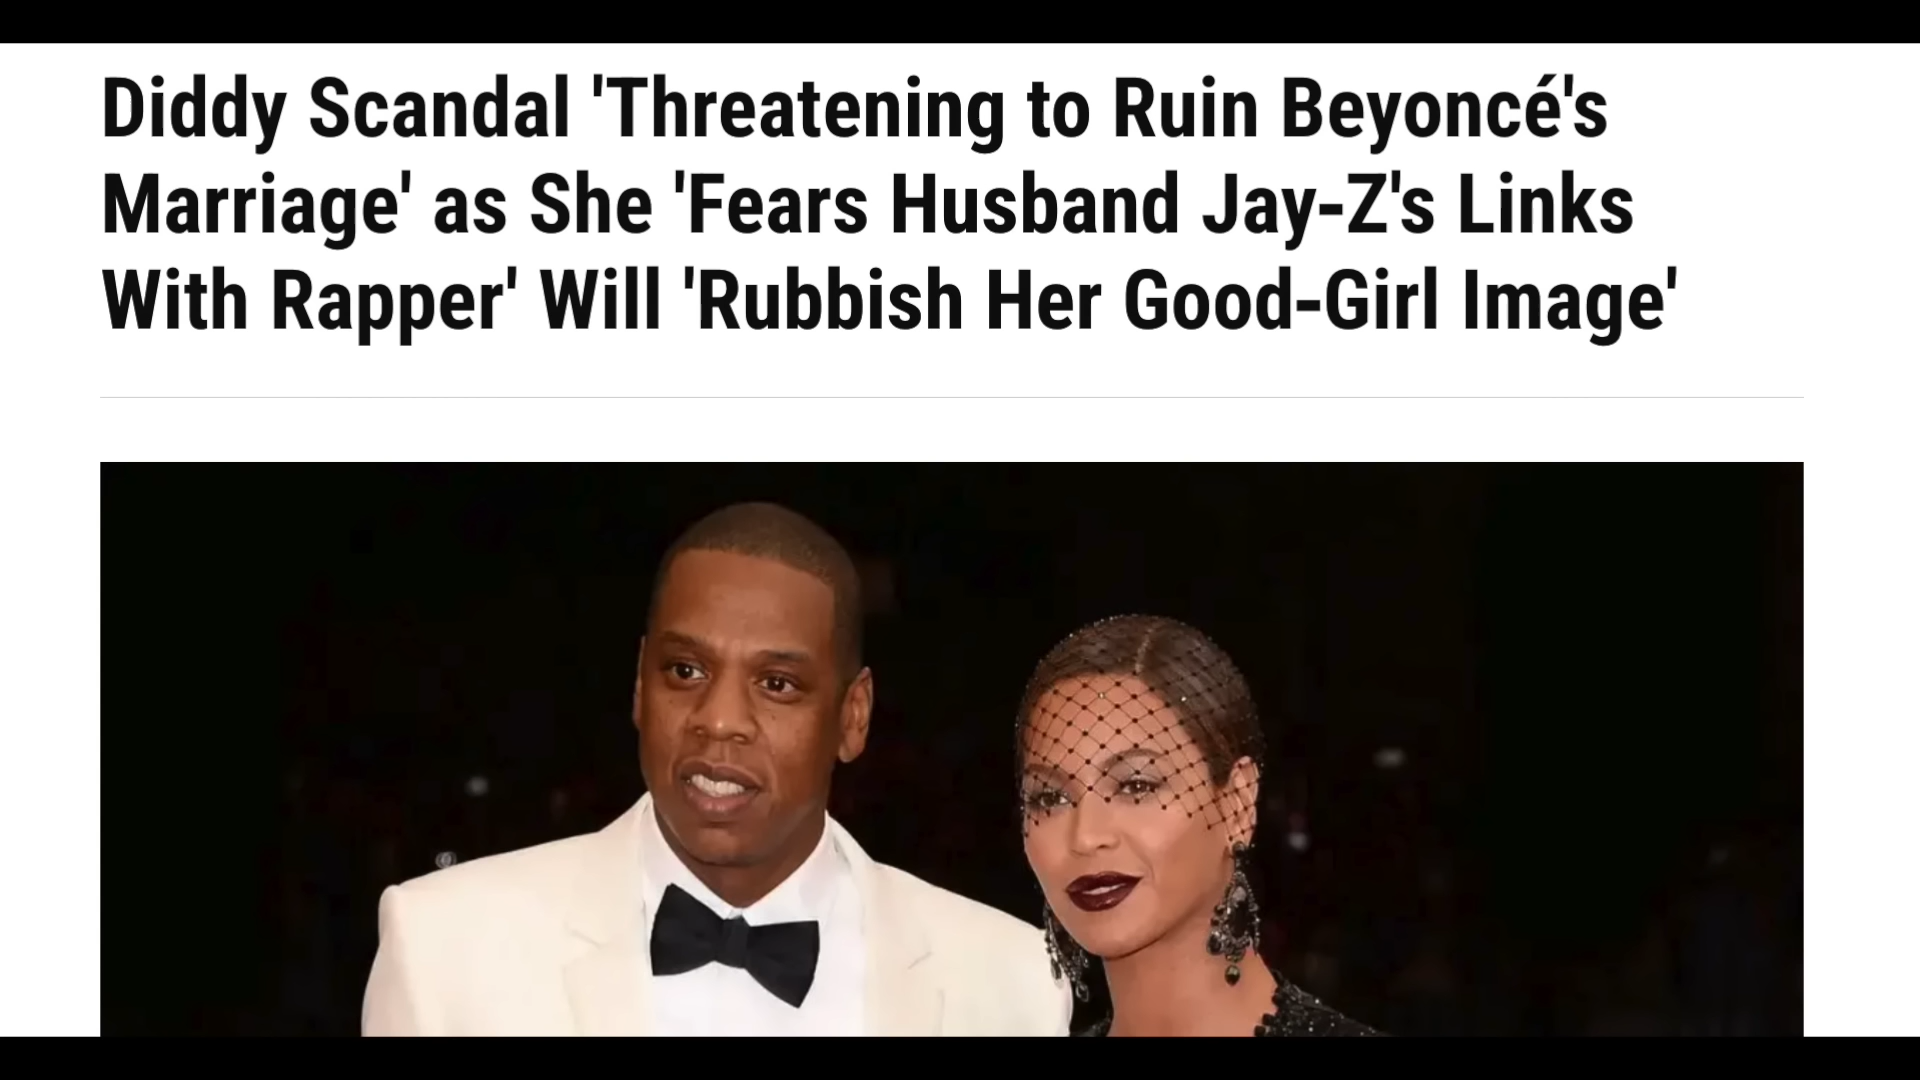 Diddy Scandal 'Threatening to Ruin Beyoncé's
Marriage' as She 'Fears Husband Jay-Z's Links
With Rapper' Will 'Rubbish Her Good-Girl Image'